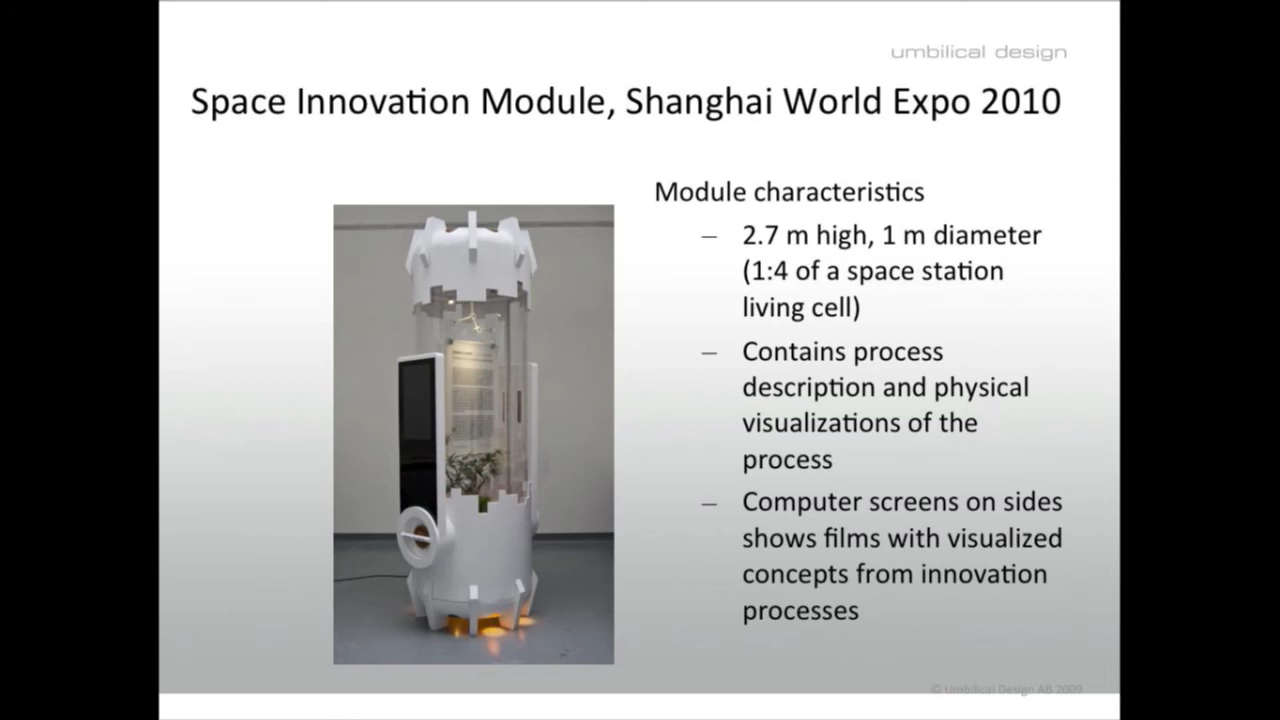 umbilical design
Space Innovation Module, Shanghai World Expo 2010
Module characteristics
– 2.7 m high, 1 m diameter
(1:4 of a space station
living cell)
– Contains process
description and physical
visualizations of the
process
– Computer screens on sides
shows films with visualized
concepts from innovation
processes
© Umbilical Design AB 2009